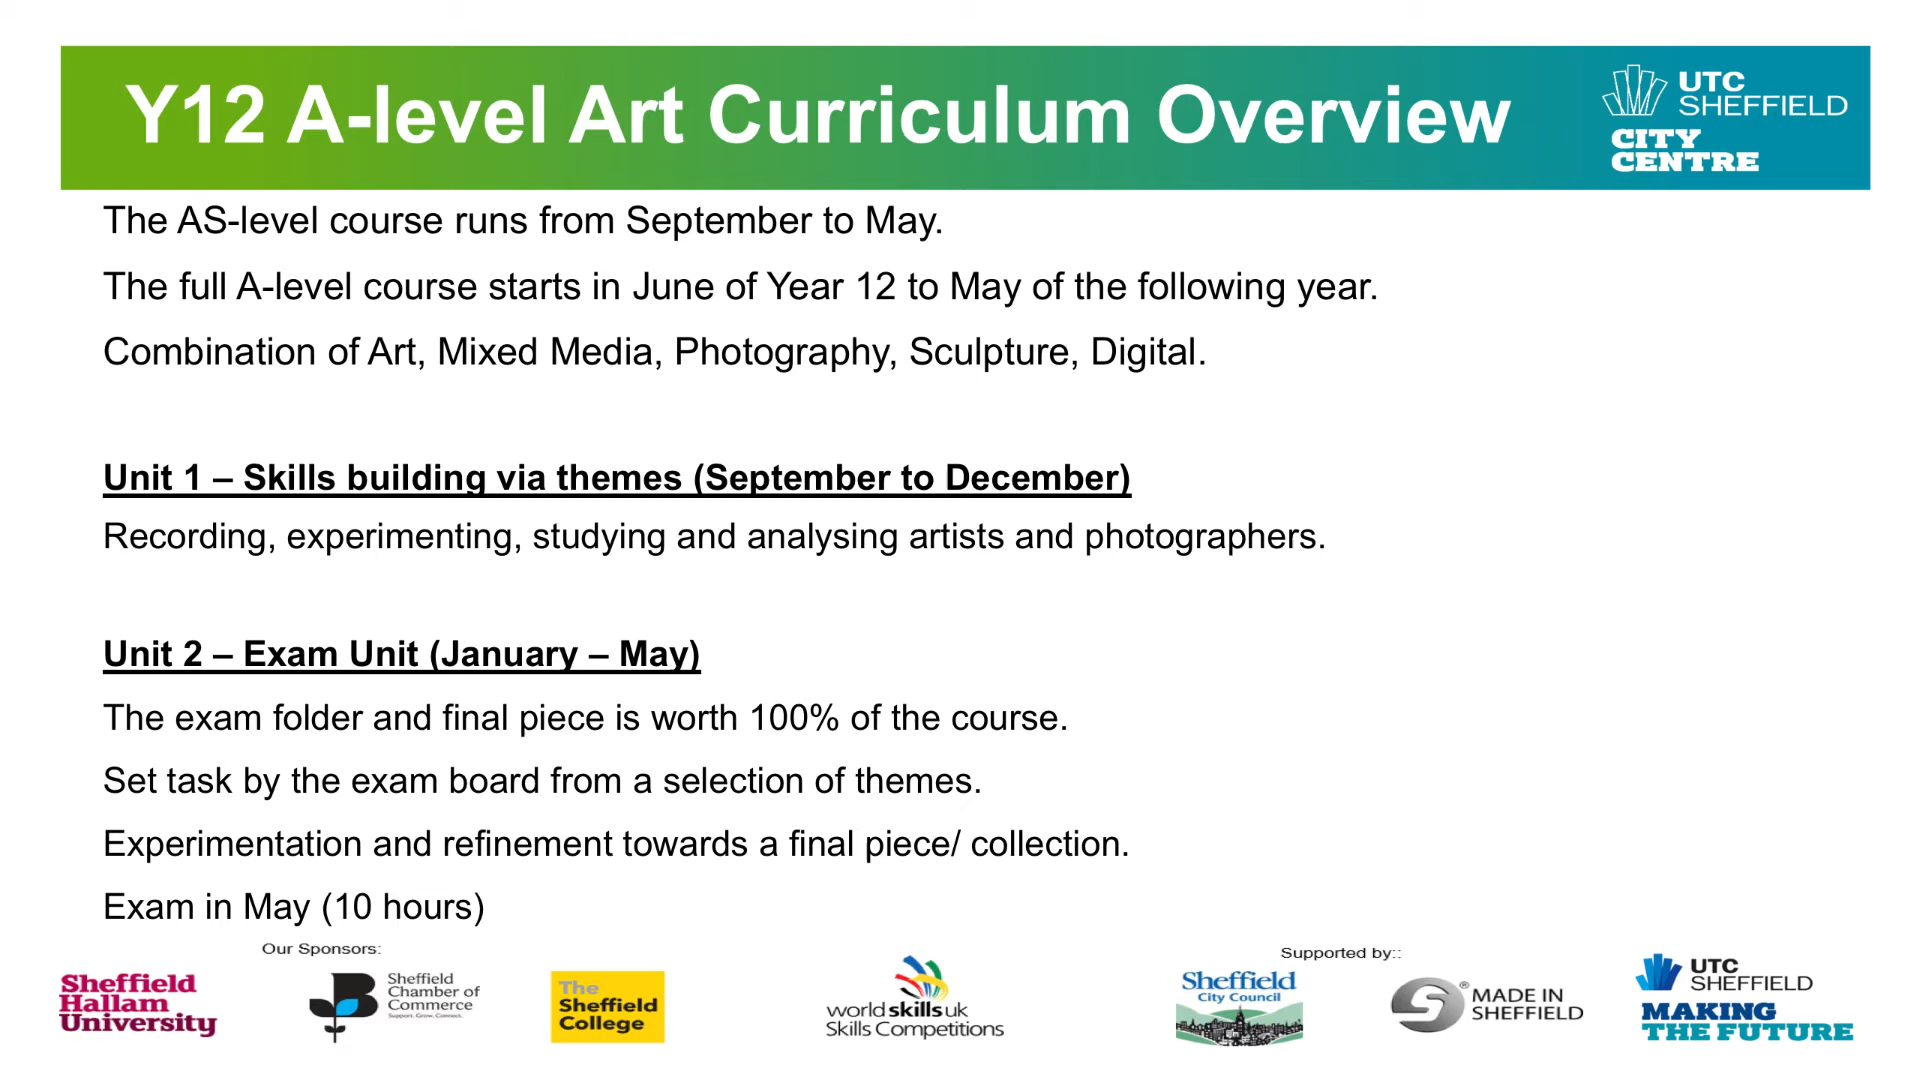 Y12 A-level Art Curriculum Overview
UTC
SHEFFIELD
CITY
CENTRE
The AS-level course runs from September to May.
The full A-level course starts in June of Year 12 to May of the following year.
Combination of Art, Mixed Media, Photography, Sculpture, Digital.
Unit 1 – Skills building via themes (September to December)
Recording, experimenting, studying and analysing artists and photographers.
Unit 2 – Exam Unit (January – May)
The exam folder and final piece is worth 100% of the course.
Set task by the exam board from a selection of themes.
Experimentation and refinement towards a final piece/ collection.
Exam in May (10 hours)
Our Sponsors:
Sheffield
Hallam
University
Sheffield
Chamber of
Commerce
Support. Grow. Connect.
The
Sheffield
College
worldskillsuk
Skills Competitions
Supported by::
Sheffield
City Council
® MADE IN
SHEFFIELD
UTC
SHEFFIELD
MAKING
THE FUTURE